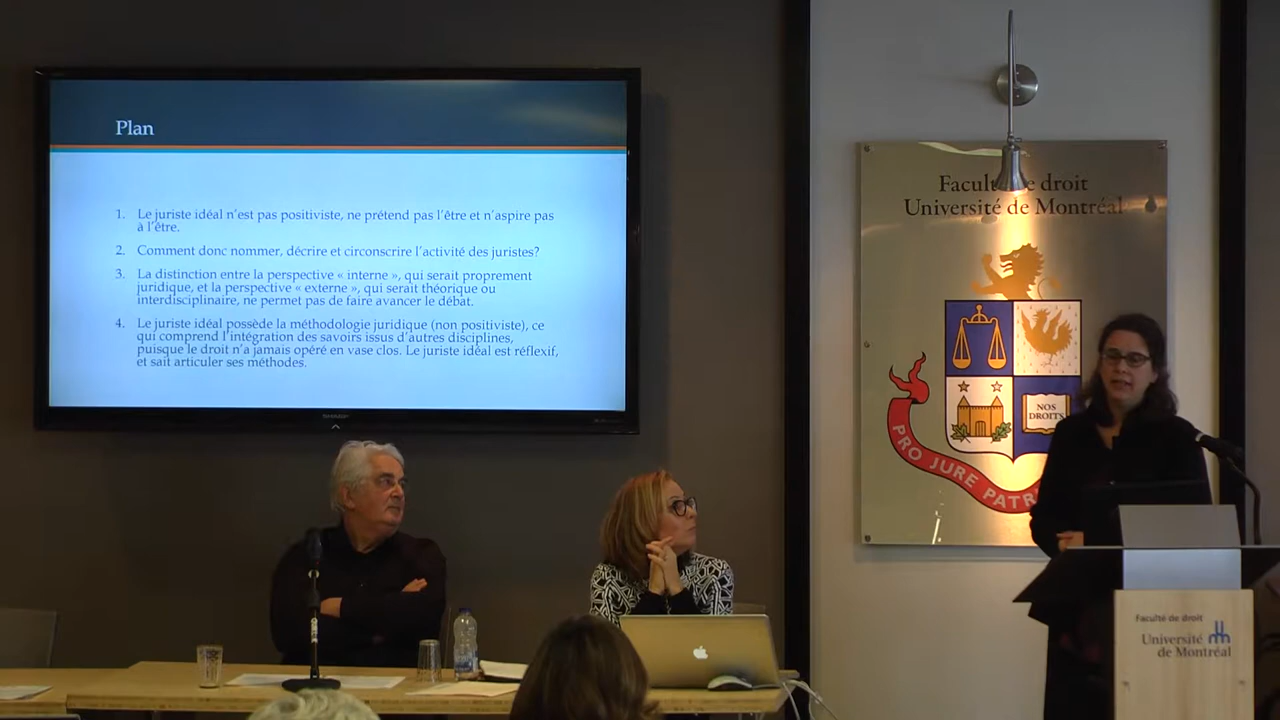 Plan
1. Le juriste idéal n'est pas positiviste, ne prétend pas l'être et n'aspire pas
à l'être.
2. Comment donc nommer, décrire et circonscrire l'activité des juristes?
3. La distinction entre la perspective « interne », qui serait proprement
juridique, et la perspective « externe », qui serait théorique ou
interdisciplinaire, ne permet pas de faire avancer le débat.
4. Le juriste idéal possède la méthodologie juridique (non positiviste), ce
qui comprend l'intégration des savoirs issus d'autres disciplines,
puisque le droit n'a jamais opéré en vase clos. Le juriste idéal est réflexif,
et sait articuler ses méthodes.
Faculté de droit
Université de Montréal
NOS
DROITS
PRO JURE PATR
Faculté de droit
Université
de Montréal